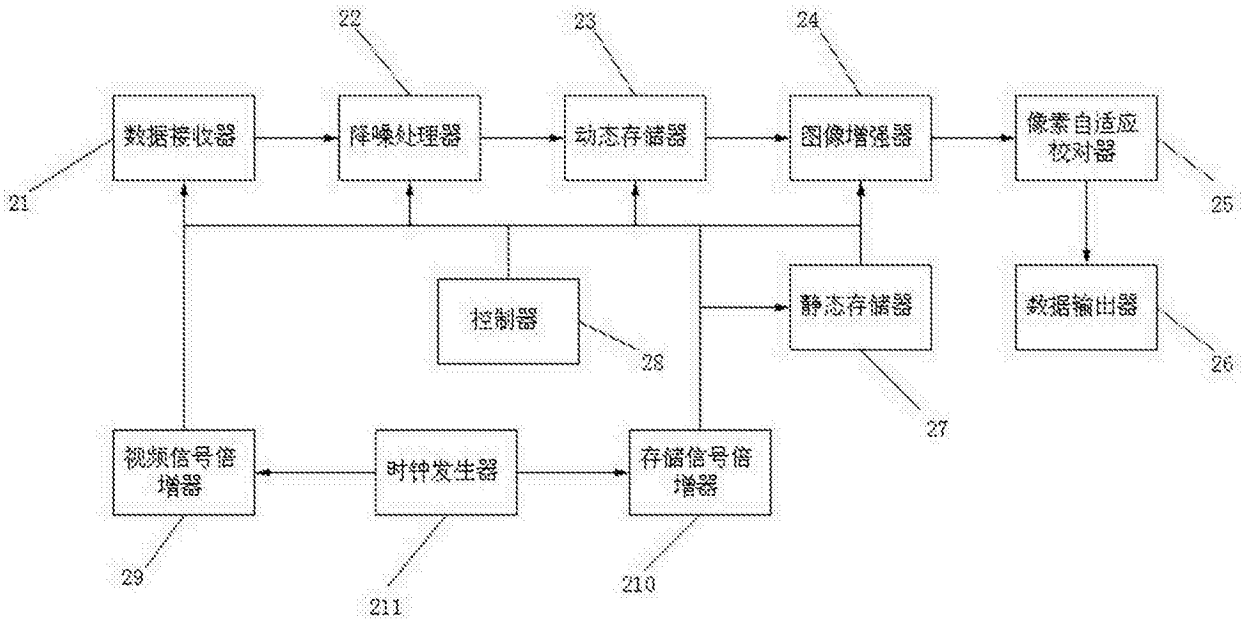 22
23
24
数据接收器
降噪处理器
动态存储器
图像增强器
像素自适应
校对器
21
25
控制器
静态存储器
数据输出器
28
26
27
视频信号倍
增器
时钟发生器
存储信号倍
增器
29
211
210